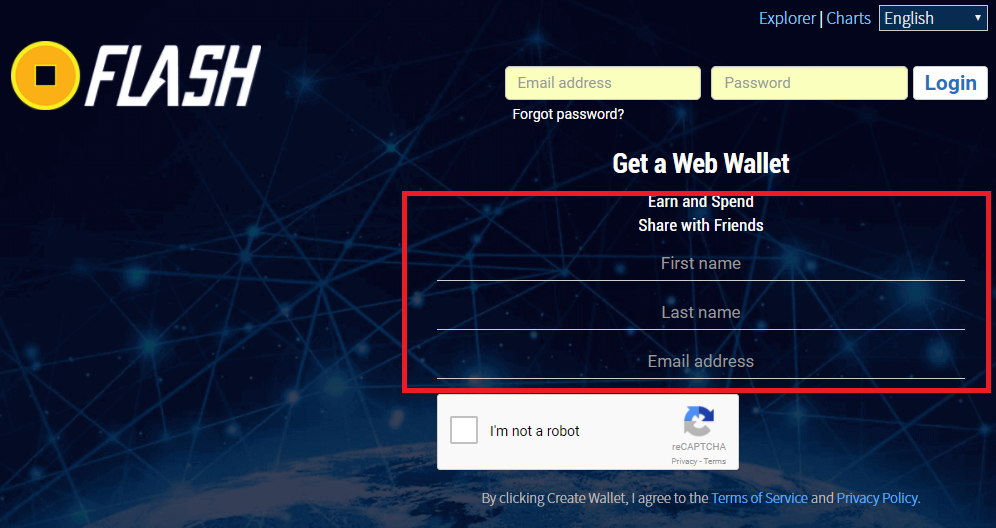 Explorer | Charts English
FLASH
Email address Password Login
Forgot password?
Get a Web Wallet
Earn and Spend
Share with Friends
First name
Last name
Email address
I'm not a robot
reCAPTCHA
Privacy - Terms
By clicking Create Wallet, I agree to the Terms of Service and Privacy Policy.